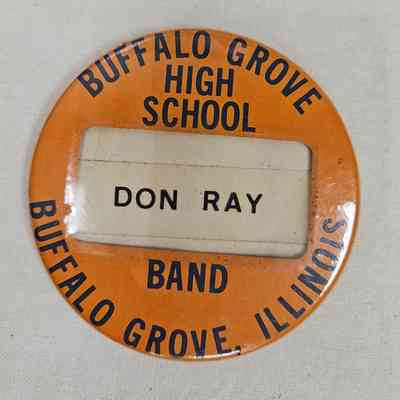 BUFFALO GROVE
HIGH
SCHOOL
DON RAY
BAND
BUFFALO GROVE, ILLINOIS